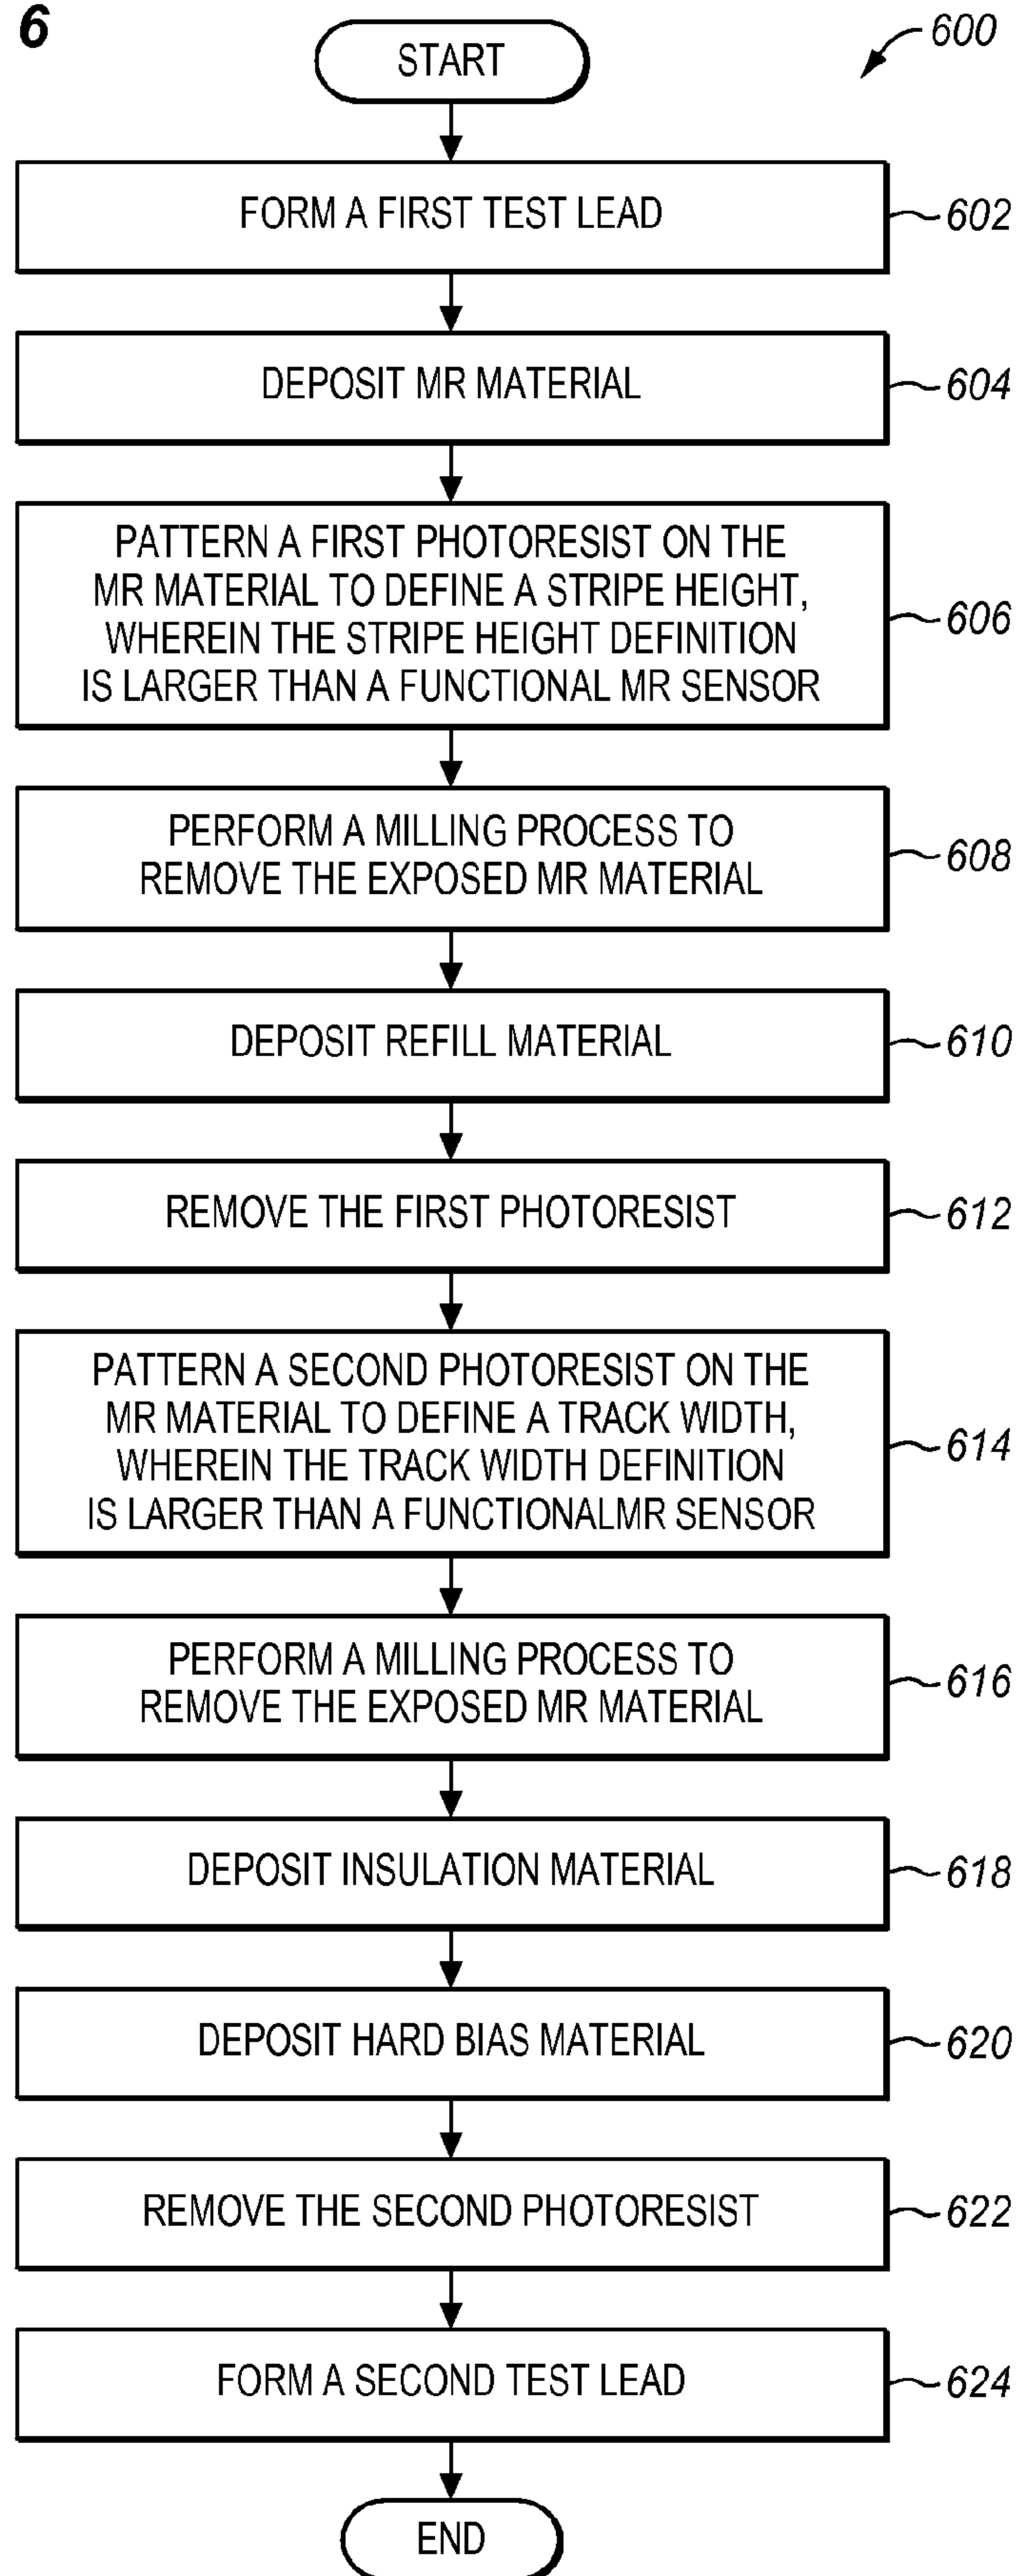 6
600
START
FORM A FIRST TEST LEAD
602
DEPOSIT MR MATERIAL
604
PATTERN A FIRST PHOTORESIST ON THE
MR MATERIAL TO DEFINE A STRIPE HEIGHT,
WHEREIN THE STRIPE HEIGHT DEFINITION
IS LARGER THAN A FUNCTIONAL MR SENSOR
606
PERFORM A MILLING PROCESS TO
REMOVE THE EXPOSED MR MATERIAL
608
DEPOSIT REFILL MATERIAL
610
REMOVE THE FIRST PHOTORESIST
612
PATTERN A SECOND PHOTORESIST ON THE
MR MATERIAL TO DEFINE A TRACK WIDTH,
WHEREIN THE TRACK WIDTH DEFINITION
IS LARGER THAN A FUNCTIONALMR SENSOR
614
PERFORM A MILLING PROCESS TO
REMOVE THE EXPOSED MR MATERIAL
616
DEPOSIT INSULATION MATERIAL
618
DEPOSIT HARD BIAS MATERIAL
620
REMOVE THE SECOND PHOTORESIST
622
FORM A SECOND TEST LEAD
624
END